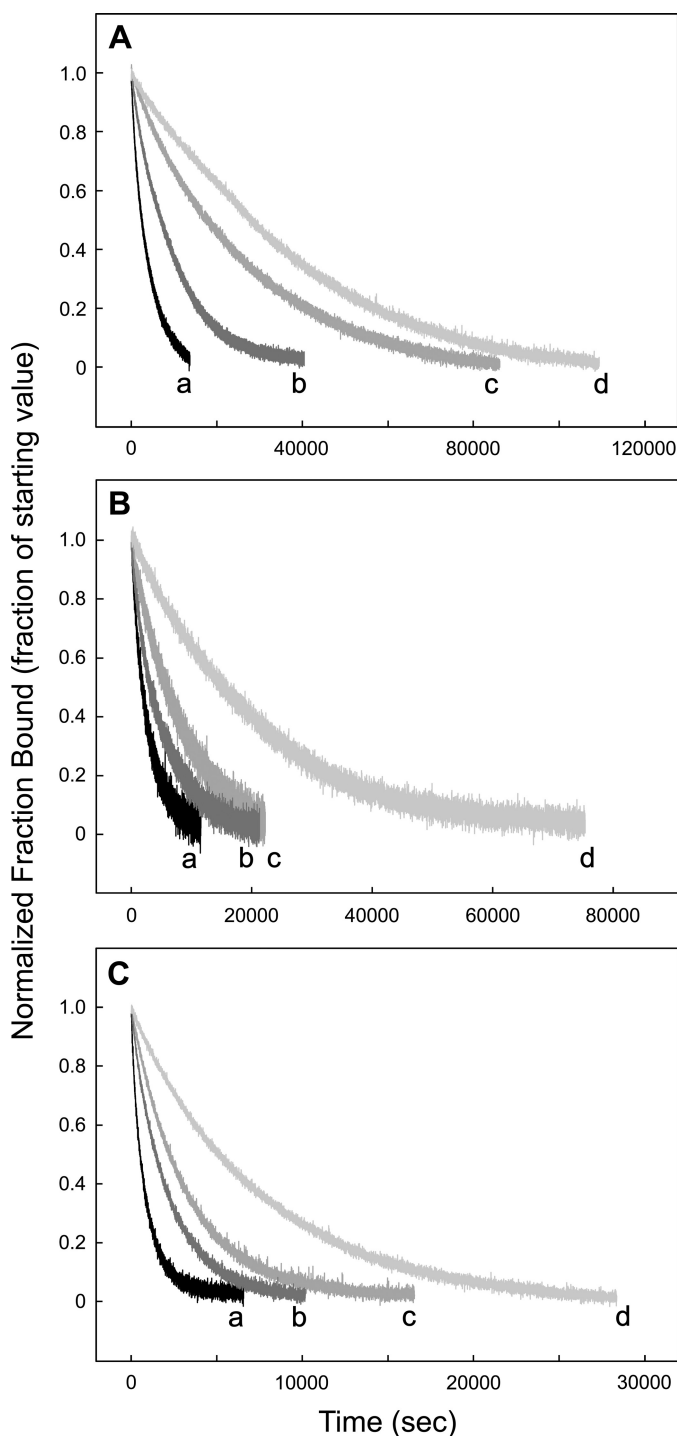 Normalized Fraction Bound (fraction of starting value)
A
1.0
0.8
0.6
0.4
0.2
0
a b c d
0 40000 80000 120000
B
1.0
0.8
0.6
0.4
0.2
0
a b c d
0 20000 40000 60000 80000
C
1.0
0.8
0.6
0.4
0.2
0
a b c d
0 10000 20000 30000
Time (sec)